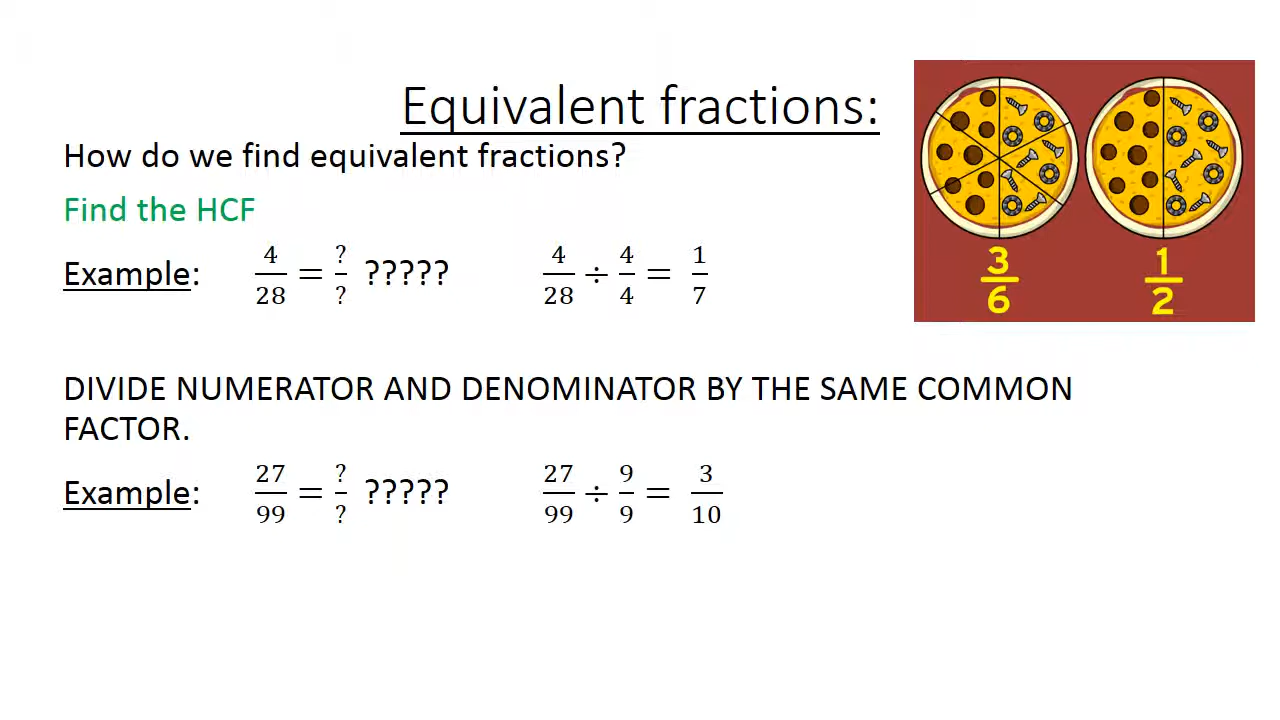 Equivalent fractions:
How do we find equivalent fractions?
Find the HCF
Example: 4/28 = ?/? ????? 4/28 ÷ 4/4 = 1/7
3/6 1/2
DIVIDE NUMERATOR AND DENOMINATOR BY THE SAME COMMON
FACTOR.
Example: 27/99 = ?/? ????? 27/99 ÷ 9/9 = 3/10